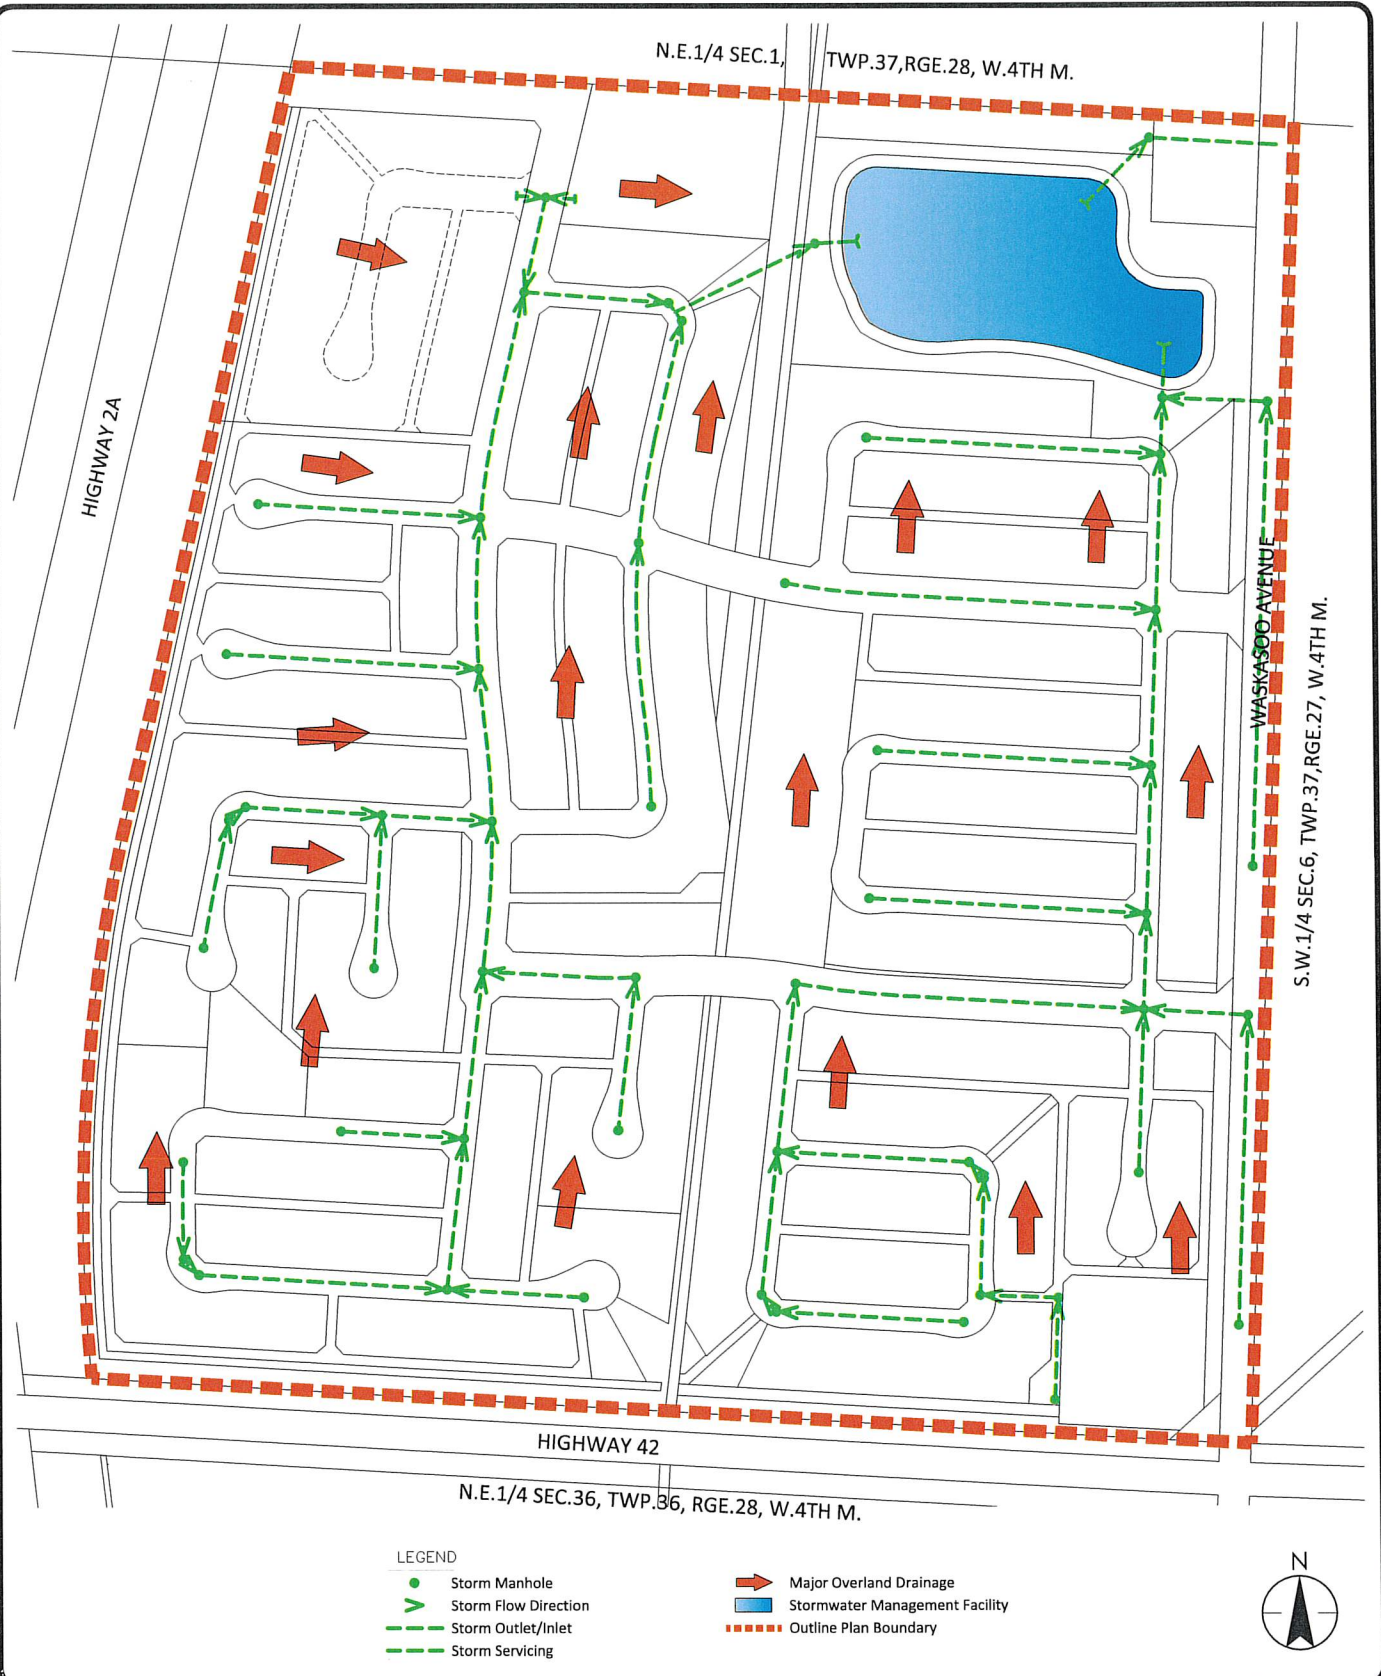 N.E.1/4 SEC.1, TWP.37,RGE.28, W.4TH M.
HIGHWAY 2A
WASKASOO AVENUE
S.W.1/4 SEC.6, TWP.37,RGE.27, W.4TH M.
HIGHWAY 42
N.E.1/4 SEC.36, TWP.36, RGE.28, W.4TH M.
LEGEND
Storm Manhole
Storm Flow Direction
Storm Outlet/Inlet
Storm Servicing
Major Overland Drainage
Stormwater Management Facility
Outline Plan Boundary
N